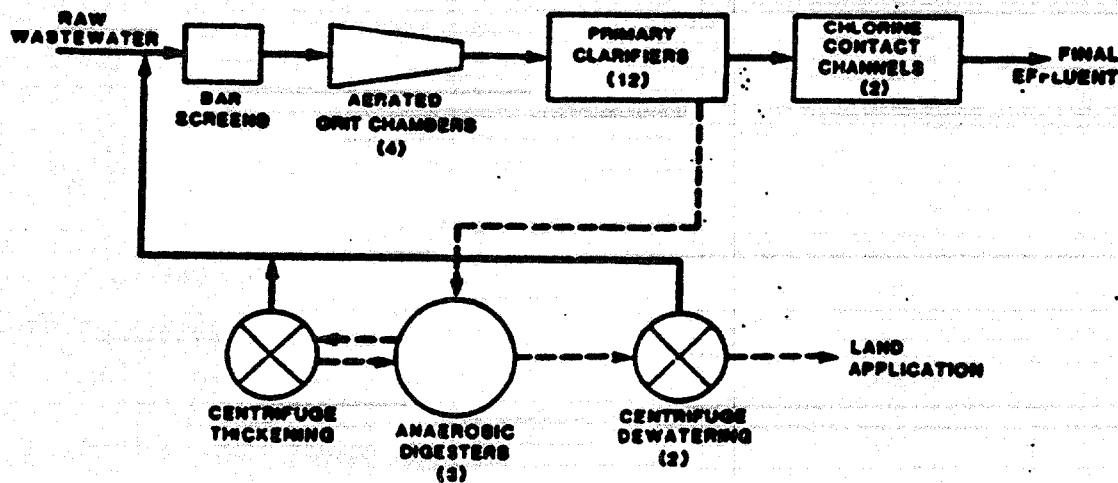 RAW
WASTEWATER
BAR
SCREENS
AERATED
GRIT CHAMBERS
(4)
PRIMARY
CLARIFIERS
(12)
CHLORINE
CONTACT
CHANNELS
(2)
FINAL
EFFLUENT
CENTRIFUGE
THICKENING
ANAEROBIC
DIGESTERS
(3)
CENTRIFUGE
DEWATERING
(2)
LAND
APPLICATION